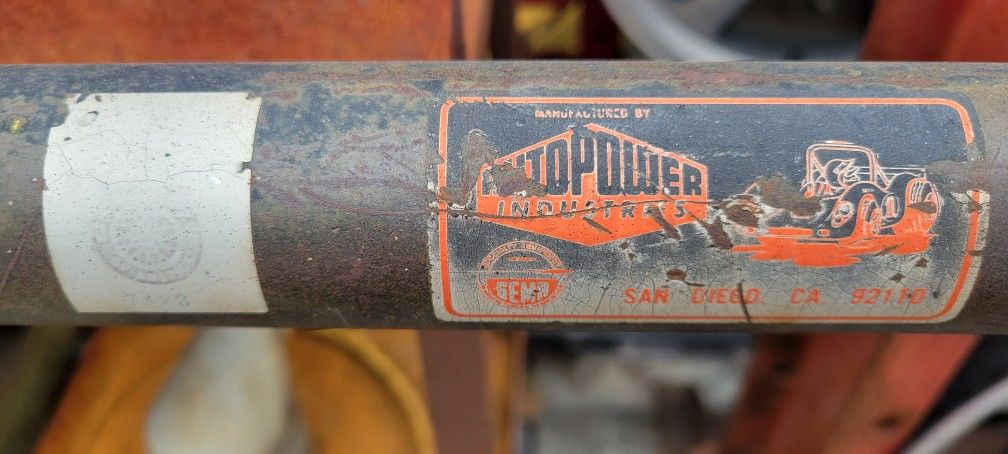 MANUFACTURED BY
AUTOPOWER
INDUSTRIES
SEMA
SAN DIEGO, CA 92110